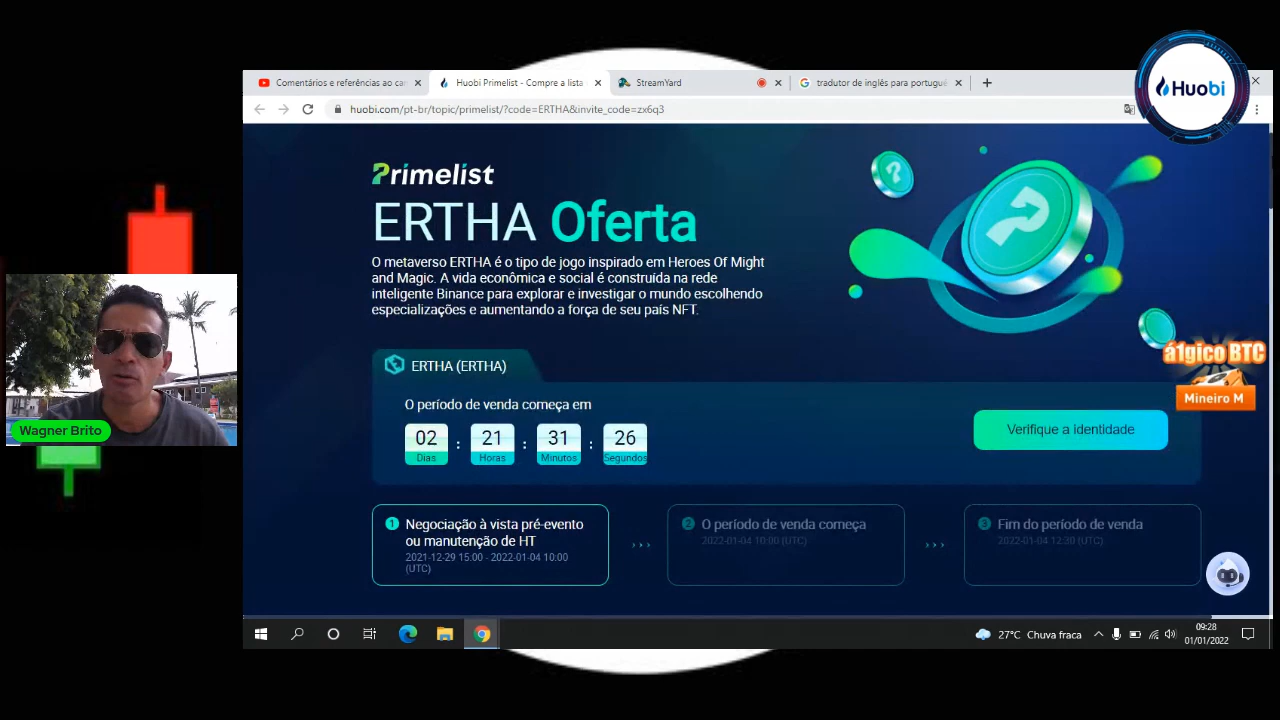 Comentários e referências ao can
Huobi Primelist - Compre a lista
StreamYard
tradutor de inglês para portugu
huobi.com/pt-br/topic/primelist/?code=ERTHA&invite_code=zx6q3
Huobi
Primelist
ERTHA Oferta
O metaverso ERTHA é o tipo de jogo inspirado em Heroes Of Might
and Magic. A vida econômica e social é construída na rede
inteligente Binance para explorar e investigar o mundo escolhendo
especializações e aumentando a força de seu país NFT.
ERTHA (ERTHA)
O período de venda começa em
02 : 21 : 31 : 26
Dias Horas Minutos Segundos
Verifique a identidade
á1gico BTC
Mineiro M
Wagner Brito
1 Negociação à vista pré-evento
ou manutenção de HT
2021-12-29 15:00 - 2022-01-04 10:00
(UTC)
2 O período de venda começa
2022-01-04 10:00 (UTC)
3 Fim do período de venda
2022-01-04 12:30 (UTC)
27°C Chuva fraca
09:28
01/01/2022